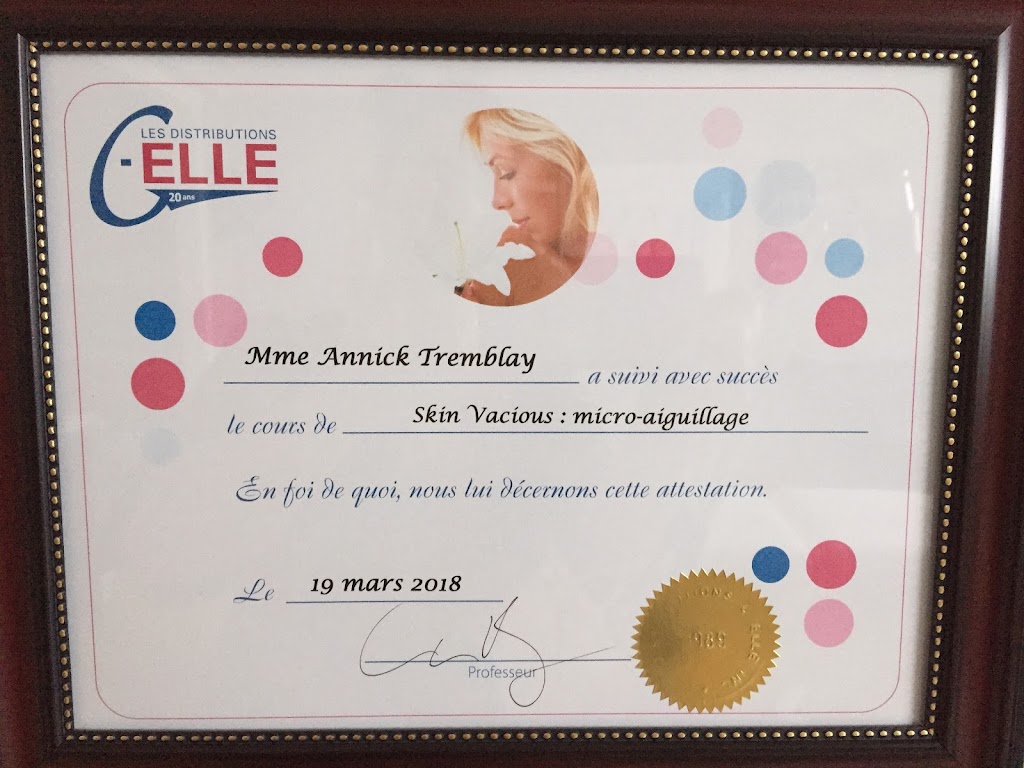 LES DISTRIBUTIONS
C-ELLE
20 ans
Mme Annick Tremblay a suivi avec succès
le cours de Skin Vacious : micro-aiguillage
En foi de quoi, nous lui décernons cette attestation.
Le 19 mars 2018
Professeur